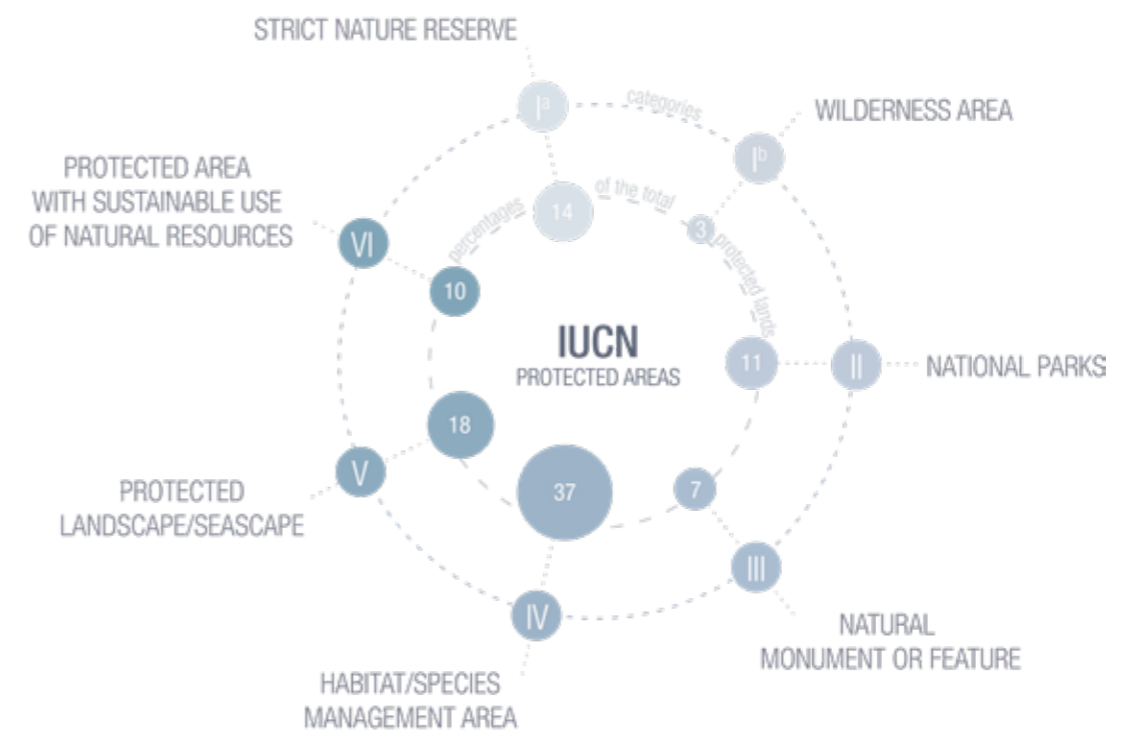 STRICT NATURE RESERVE
I^a
categories
WILDERNESS AREA
I^b
PROTECTED AREA
WITH SUSTAINABLE USE
OF NATURAL RESOURCES
VI
percentages
of the total
protected lands
14
3
10
IUCN
PROTECTED AREAS
11
II
NATIONAL PARKS
18
V
PROTECTED
LANDSCAPE/SEASCAPE
37
7
III
IV
NATURAL
MONUMENT OR FEATURE
HABITAT/SPECIES
MANAGEMENT AREA